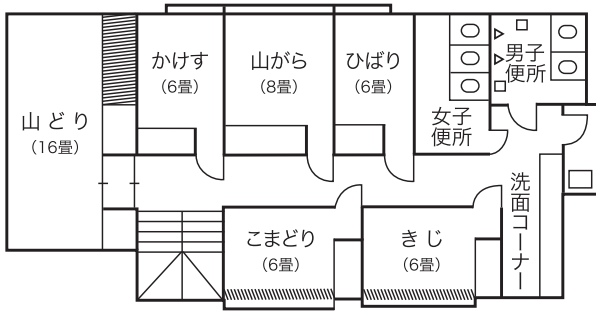 かけす
（6畳）
山がら
（8畳）
ひばり
（6畳）
男子
便所
女子
便所
山どり
（16畳）
洗面コーナー
こまどり
（6畳）
きじ
（6畳）